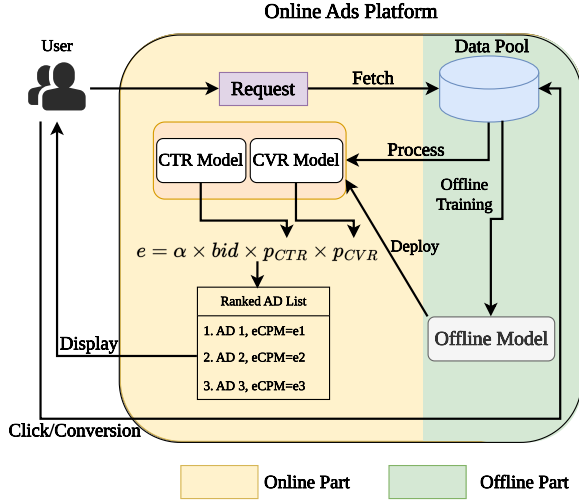 Online Ads Platform
User
Data Pool
Request
Fetch
CTR Model
CVR Model
Process
Offline
Training
e = α × bid × p_CTR × p_CVR
Deploy
Ranked AD List
1. AD 1, eCPM=e1
2. AD 2, eCPM=e2
3. AD 3, eCPM=e3
Offline Model
Display
Click/Conversion
Online Part
Offline Part